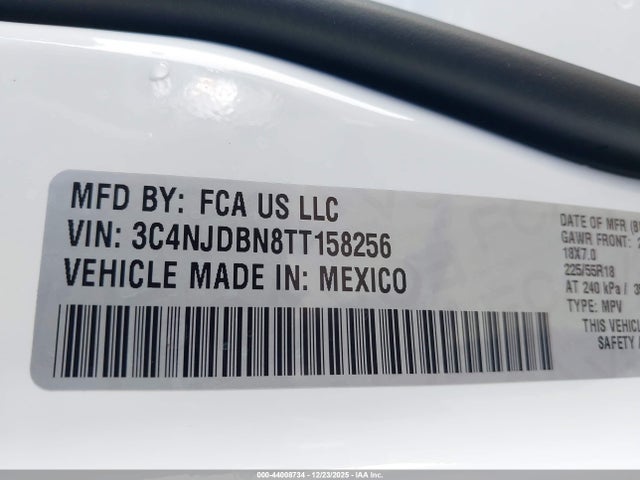 MFD BY: FCA US LLC
VIN: 3C4NJDBN8TT158256
VEHICLE MADE IN: MEXICO
DATE OF MFR
GAWR FRONT:
18X7.0
225/55R18
AT 240 kPa /
TYPE: MPV
THIS VEHICL
SAFETY
000-44008734 - 12/23/2025 - IAA Inc.